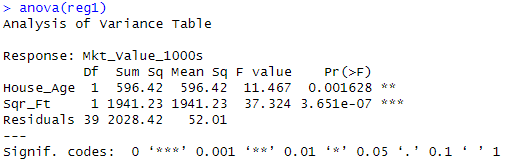 > anova(reg1)
Analysis of Variance Table

Response: Mkt_Value_1000s
          Df  Sum Sq Mean Sq F value    Pr(>F)
House_Age  1  596.42  596.42  11.467  0.001628 **
Sqr_Ft     1 1941.23 1941.23  37.324 3.651e-07 ***
Residuals 39 2028.42   52.01
---
Signif. codes:  0 ‘***’ 0.001 ‘**’ 0.01 ‘*’ 0.05 ‘.’ 0.1 ‘ ’ 1